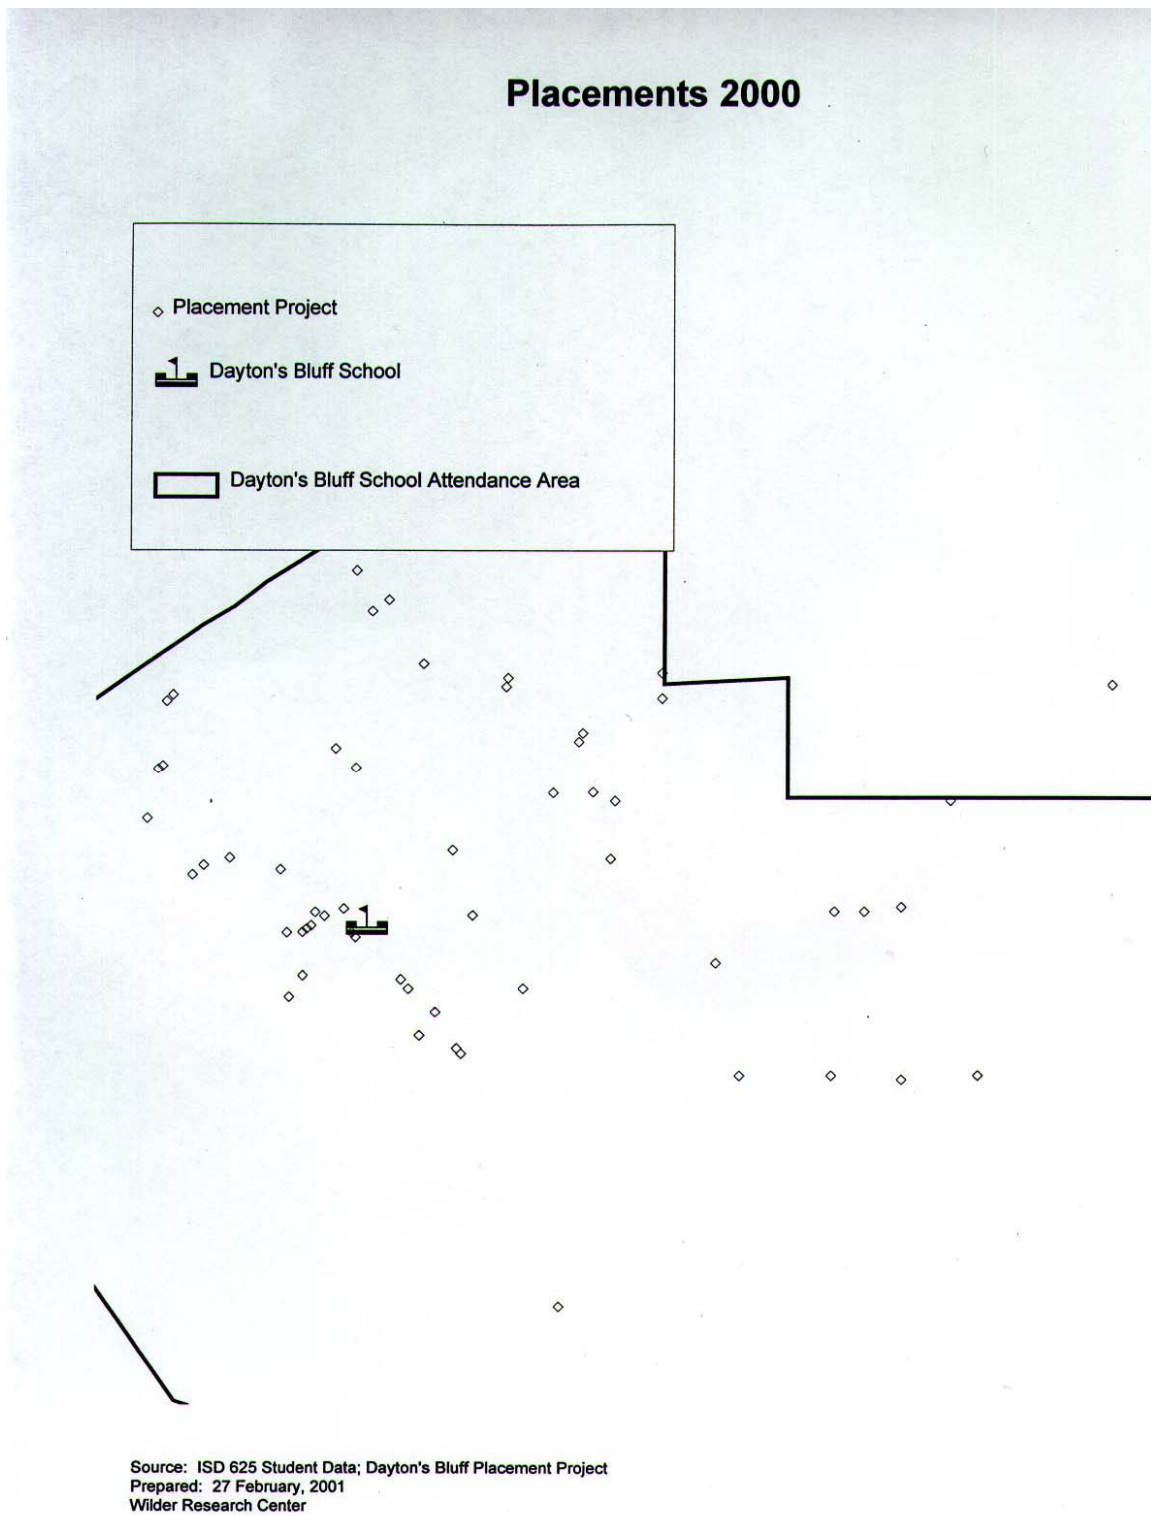 Placements 2000
Placement Project
Dayton's Bluff School
Dayton's Bluff School Attendance Area
Source: ISD 625 Student Data; Dayton's Bluff Placement Project
Prepared: 27 February, 2001
Wilder Research Center